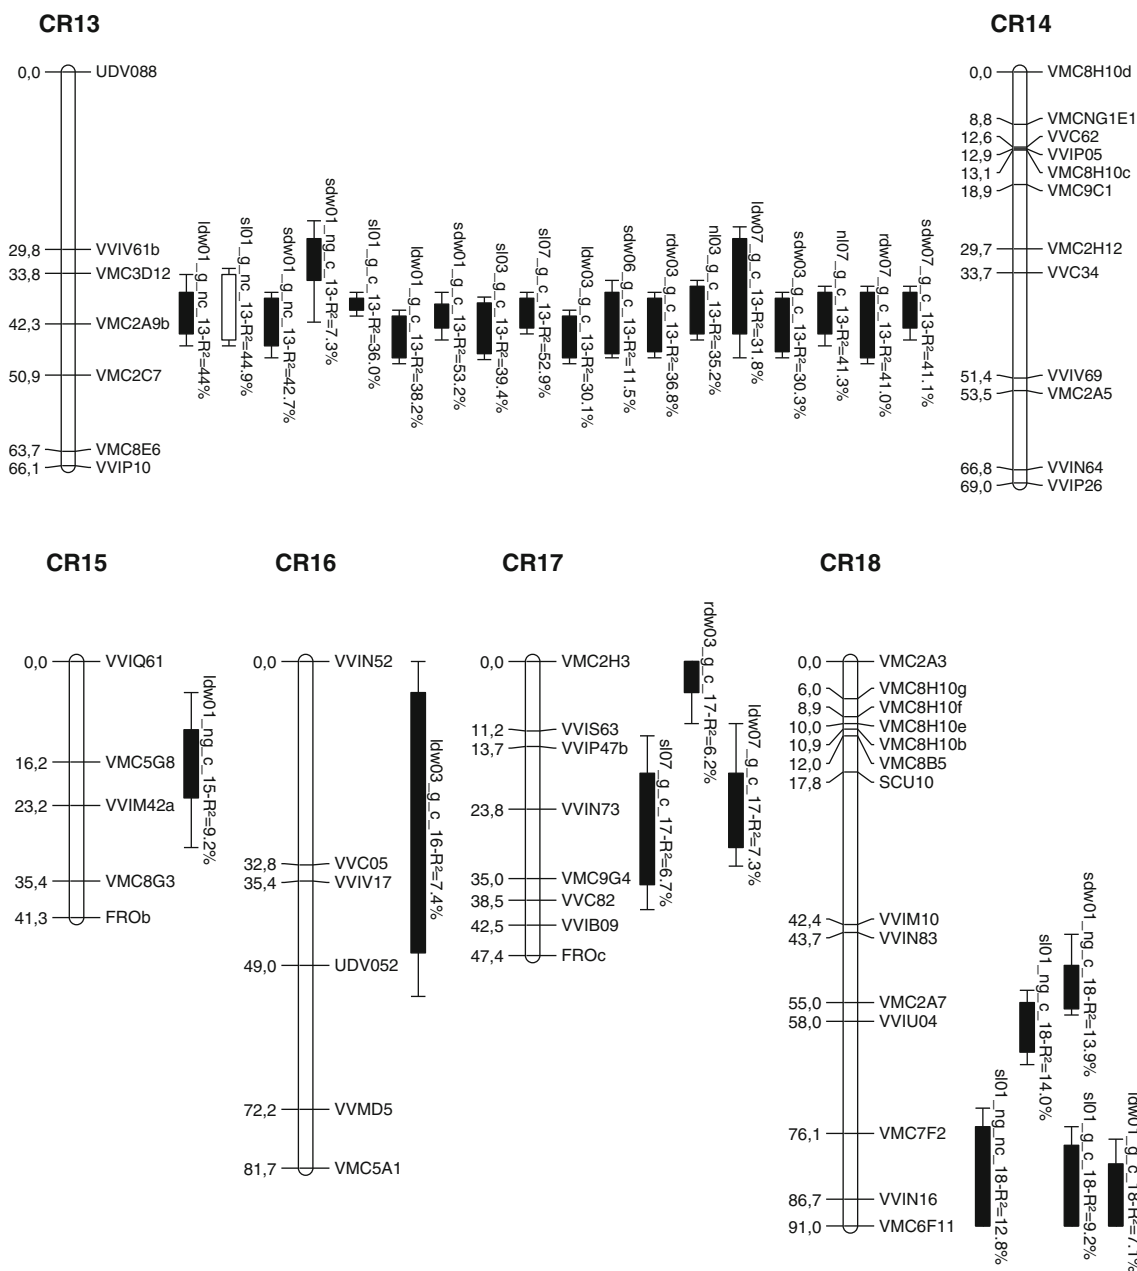 CR13
0,0 UDV088
29,8 VVIV61b
33,8 VMC3D12
42,3 VMC2A9b
50,9 VMC2C7
63,7 VMC8E6
66,1 VVIP10
ldw01_g_nc_13-R²=44%
sl01_g_nc_13-R²=44.9%
sdw01_g_nc_13-R²=42.7%
sdw01_ng_c_13-R²=7.3%
sl01_g_c_13-R²=36.0%
ldw01_g_c_13-R²=38.2%
sdw01_g_c_13-R²=53.2%
sl03_g_c_13-R²=39.4%
sl07_g_c_13-R²=52.9%
ldw03_g_c_13-R²=30.1%
sdw06_g_c_13-R²=11.5%
rdw03_g_c_13-R²=36.8%
nl03_g_c_13-R²=35.2%
ldw07_g_c_13-R²=31.8%
sdw03_g_c_13-R²=30.3%
nl07_g_c_13-R²=41.3%
rdw07_g_c_13-R²=41.0%
sdw07_g_c_13-R²=41.1%
CR14
0,0 VMC8H10d
8,8 VMCNG1E1
12,6 VVC62
12,9 VVIP05
13,1 VMC8H10c
18,9 VMC9C1
29,7 VMC2H12
33,7 VVC34
51,4 VVIV69
53,5 VMC2A5
66,8 VVIN64
69,0 VVIP26
CR15
0,0 VVIQ61
16,2 VMC5G8
23,2 VVIM42a
35,4 VMC8G3
41,3 FROb
ldw01_ng_c_15-R²=9.2%
CR16
0,0 VVIN52
32,8 VVC05
35,4 VVIV17
49,0 UDV052
72,2 VVMD5
81,7 VMC5A1
ldw03_g_c_16-R²=7.4%
CR17
0,0 VMC2H3
11,2 VVIS63
13,7 VVIP47b
23,8 VVIN73
35,0 VMC9G4
38,5 VVC82
42,5 VVIB09
47,4 FROc
sl07_g_c_17-R²=6.7%
rdw03_g_c_17-R²=6.2%
ldw07_g_c_17-R²=7.3%
CR18
0,0 VMC2A3
6,0 VMC8H10g
8,9 VMC8H10f
10,0 VMC8H10e
10,9 VMC8H10b
12,0 VMC8B5
17,8 SCU10
42,4 VVIM10
43,7 VVIN83
55,0 VMC2A7
58,0 VVIU04
76,1 VMC7F2
86,7 VVIN16
91,0 VMC6F11
sl01_ng_nc_18-R²=12.8%
sl01_ng_c_18-R²=14.0%
sdw01_ng_c_18-R²=13.9%
sl01_g_c_18-R²=9.2%
ldw01_g_c_18-R²=7.1%